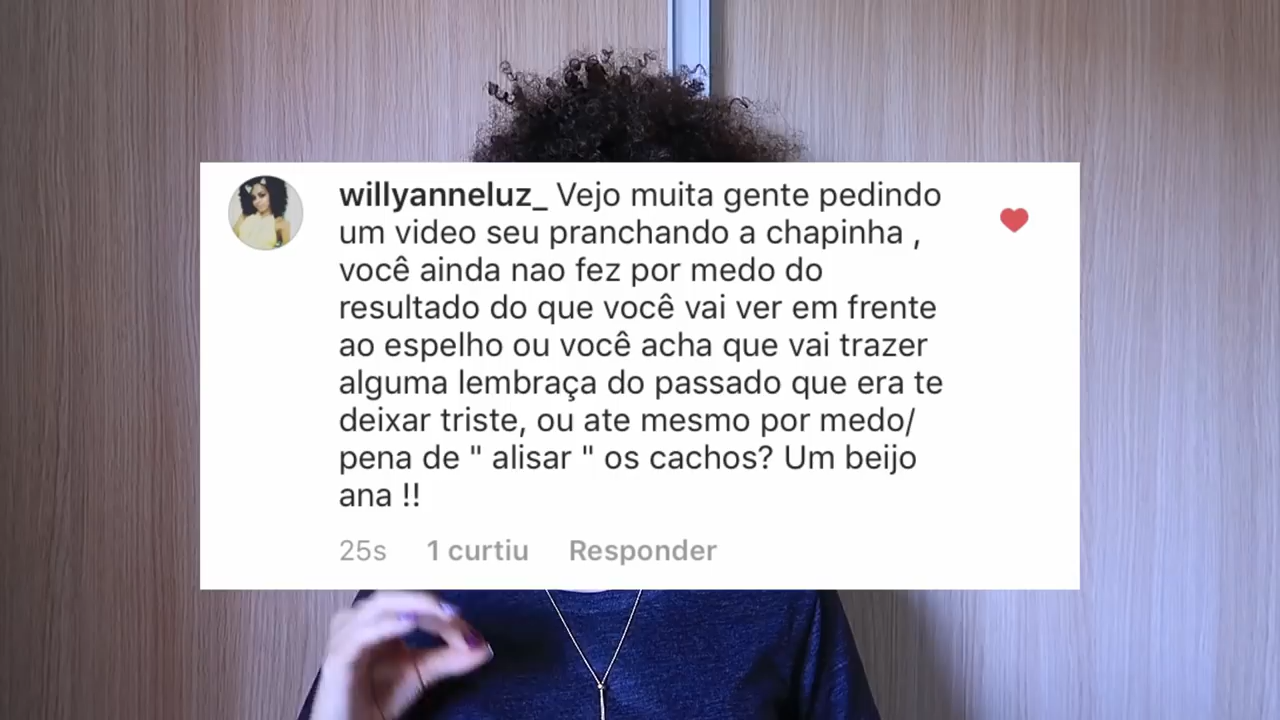 willyanneluz_ Vejo muita gente pedindo
um video seu pranchando a chapinha ,
você ainda nao fez por medo do
resultado do que você vai ver em frente
ao espelho ou você acha que vai trazer
alguma lembraça do passado que era te
deixar triste, ou ate mesmo por medo/
pena de " alisar " os cachos? Um beijo
ana !!
25s 1 curtiu Responder